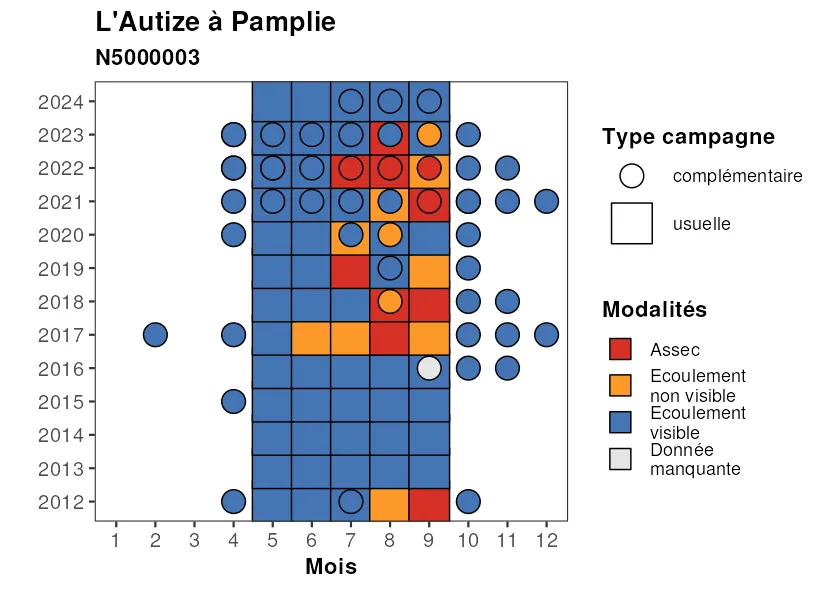 L'Autize à Pamplie
N5000003
2024
2023
2022
2021
2020
2019
2018
2017
2016
2015
2014
2013
2012
1 2 3 4 5 6 7 8 9 10 11 12
Mois
Type campagne
complémentaire
usuelle
Modalités
Assec
Ecoulement
non visible
Ecoulement
visible
Donnée
manquante